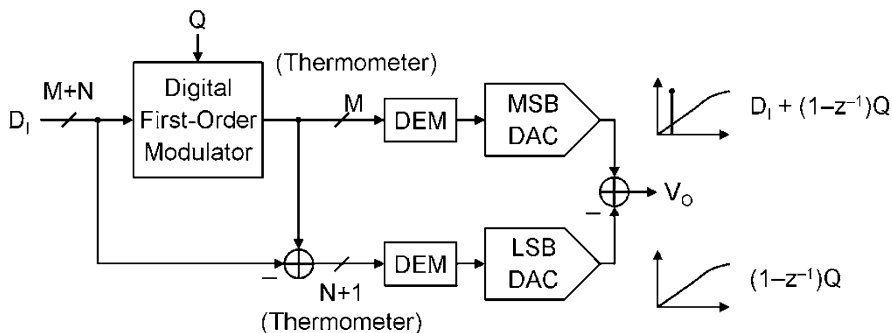 Q
(Thermometer)
M+N
D_I
Digital
First-Order
Modulator
M
DEM
MSB
DAC
D_I + (1–z⁻¹)Q
–
V_O
–
N+1
(Thermometer)
DEM
LSB
DAC
(1–z⁻¹)Q